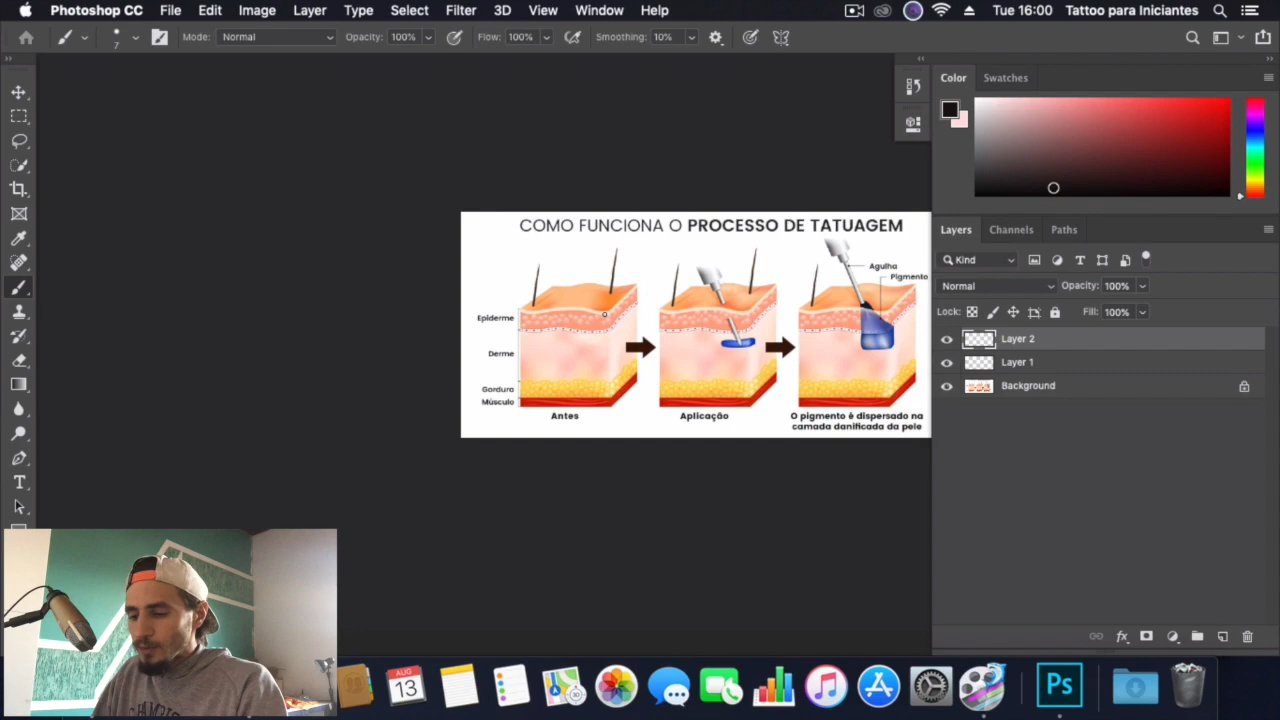 Photoshop CC File Edit Image Layer Type Select Filter 3D View Window Help Tue 16:00 Tattoo para Iniciantes
7 Mode: Normal Opacity: 100% Flow: 100% Smoothing: 10%
Color Swatches
COMO FUNCIONA O PROCESSO DE TATUAGEM
Agulha
Pigmento
Epiderme
Derme
Gordura
Músculo
Antes
Aplicação
O pigmento é dispersado na
camada danificada da pele
Layers Channels Paths
Kind
Normal Opacity: 100%
Lock: Fill: 100%
Layer 2
Layer 1
Background
fx
AUG
13
Ps